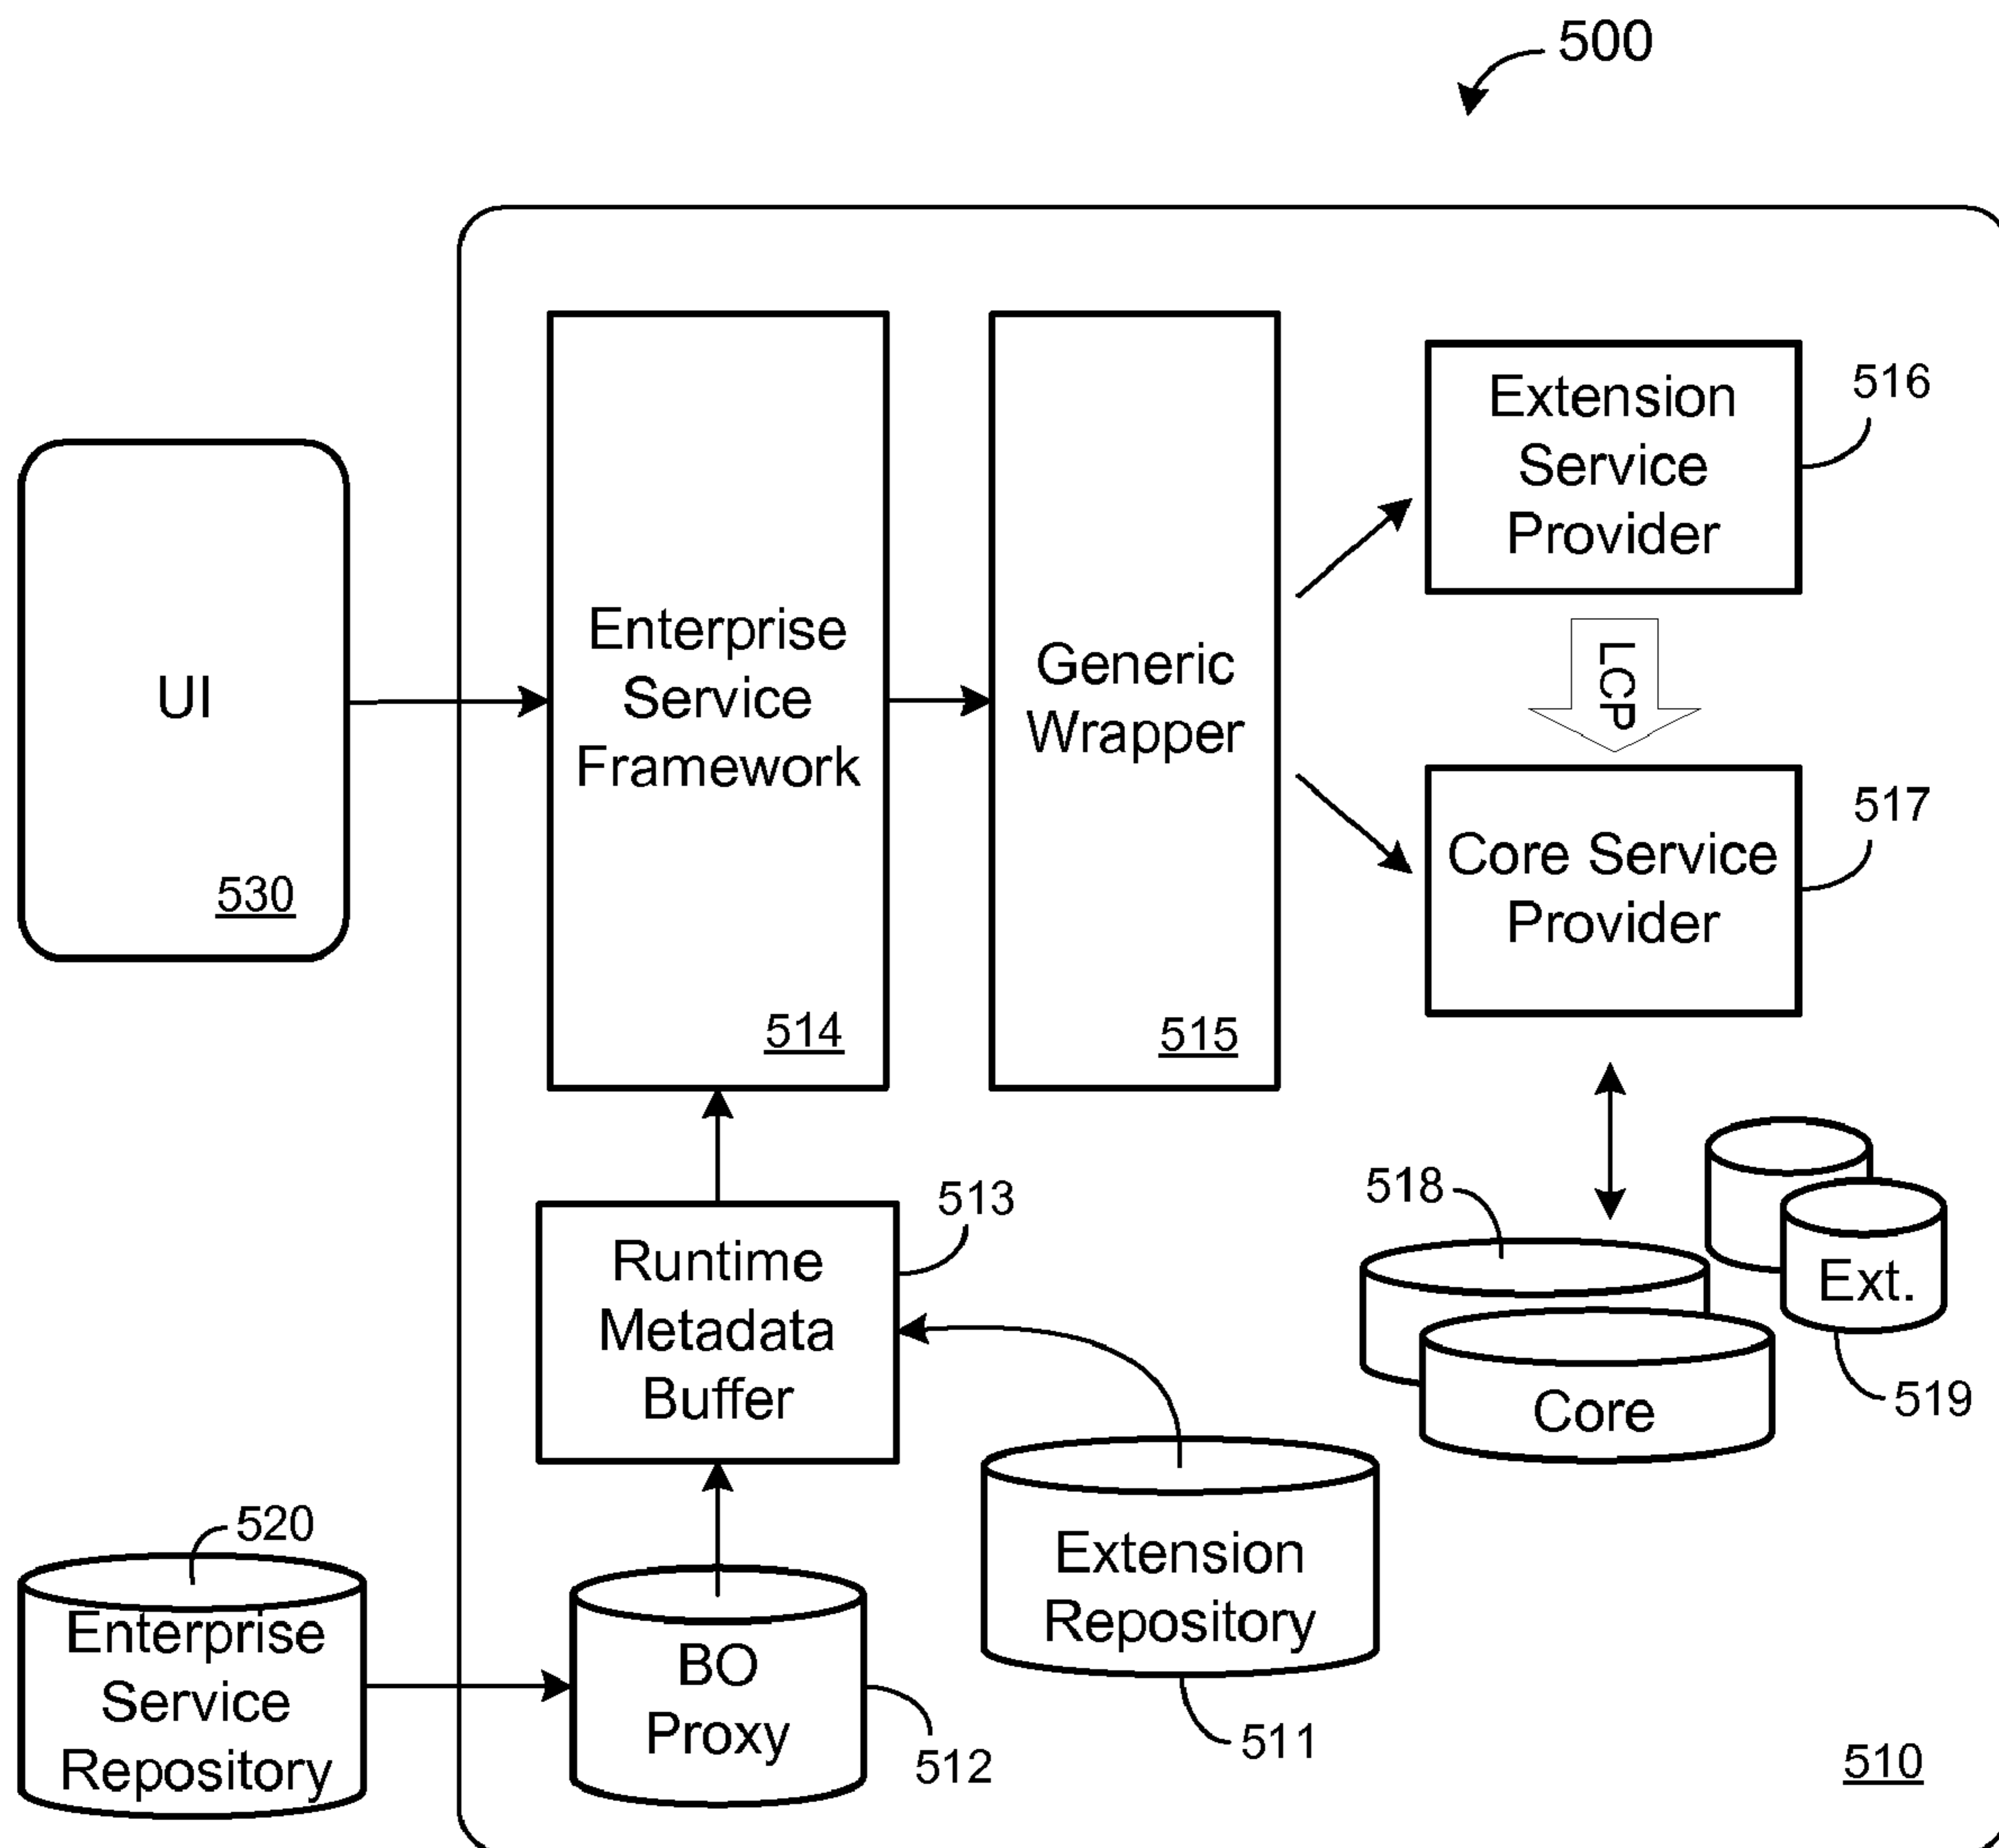 500
Extension
Service
Provider
516
LCP
UI
530
Enterprise
Service
Framework
514
Generic
Wrapper
515
Core Service
Provider
517
Runtime
Metadata
Buffer
513
518
Ext.
519
Core
520
Enterprise
Service
Repository
BO
Proxy
512
Extension
Repository
511
510